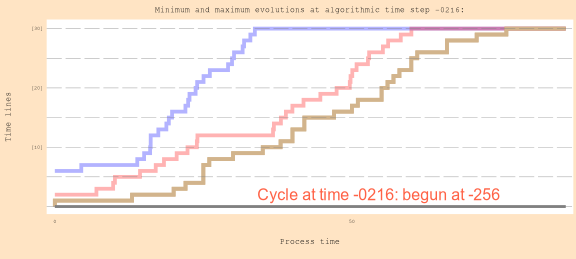 Minimum and maximum evolutions at algorithmic time step -0216:
[30]
[20]
[10]
Time lines
Cycle at time -0216: begun at -256
0
50
Process time